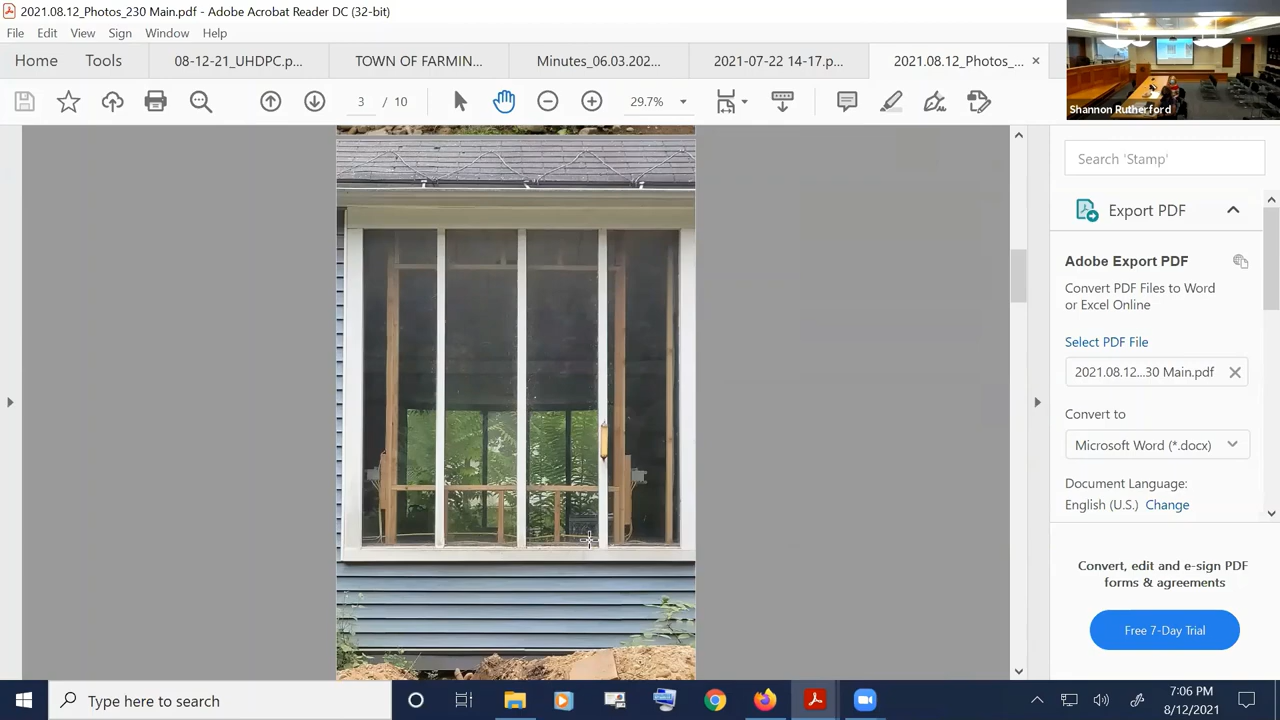 2021.08.12_Photos_230 Main.pdf - Adobe Acrobat Reader DC (32-bit)
File Edit View Sign Window Help
Home Tools 08-12-21_UHDPC.p... TOWN OF FARMIN... Minutes_06.03.202... 2021-07-22 14-17.p... 2021.08.12_Photos_... ×
3 / 10 29.7%
Shannon Rutherford
Search 'Stamp'
Export PDF
Adobe Export PDF
Convert PDF Files to Word
or Excel Online
Select PDF File
2021.08.12...30 Main.pdf
Convert to
Microsoft Word (*.docx)
Document Language:
English (U.S.) Change
Convert, edit and e-sign PDF
forms & agreements
Free 7-Day Trial
Type here to search
7:06 PM
8/12/2021